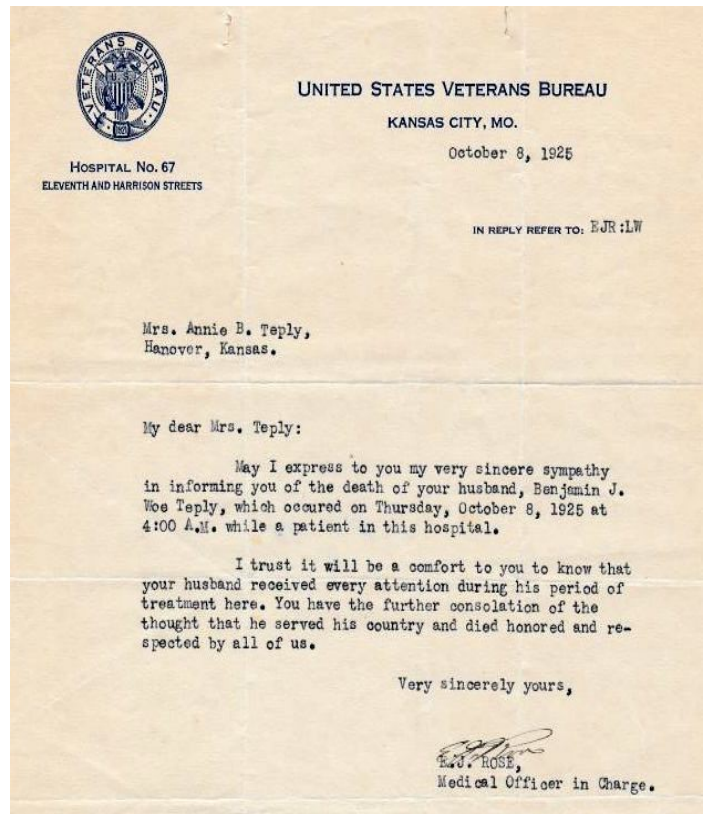 VETERANS BUREAU
UNITED STATES VETERANS BUREAU
KANSAS CITY, MO.
October 8, 1925
HOSPITAL NO. 67
ELEVENTH AND HARRISON STREETS
IN REPLY REFER TO: EJR:LW
Mrs. Annie B. Teply,
Hanover, Kansas.
My dear Mrs. Teply:
May I express to you my very sincere sympathy
in informing you of the death of your husband, Benjamin J.
Woe Teply, which occured on Thursday, October 8, 1925 at
4:00 A.M. while a patient in this hospital.
I trust it will be a comfort to you to know that
your husband received every attention during his period of
treatment here. You have the further consolation of the
thought that he served his country and died honored and re-
spected by all of us.
Very sincerely yours,
E.J. ROSE,
Medical Officer in Charge.